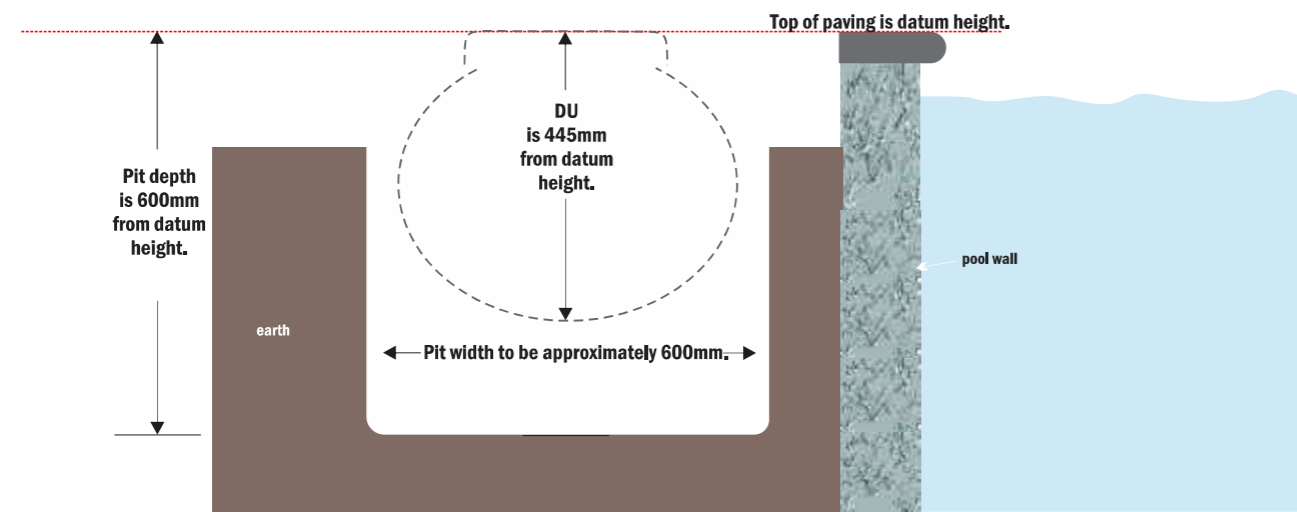 Top of paving is datum height.
DU
is 445mm
from datum
height.
Pit depth
is 600mm
from datum
height.
pool wall
earth
Pit width to be approximately 600mm.